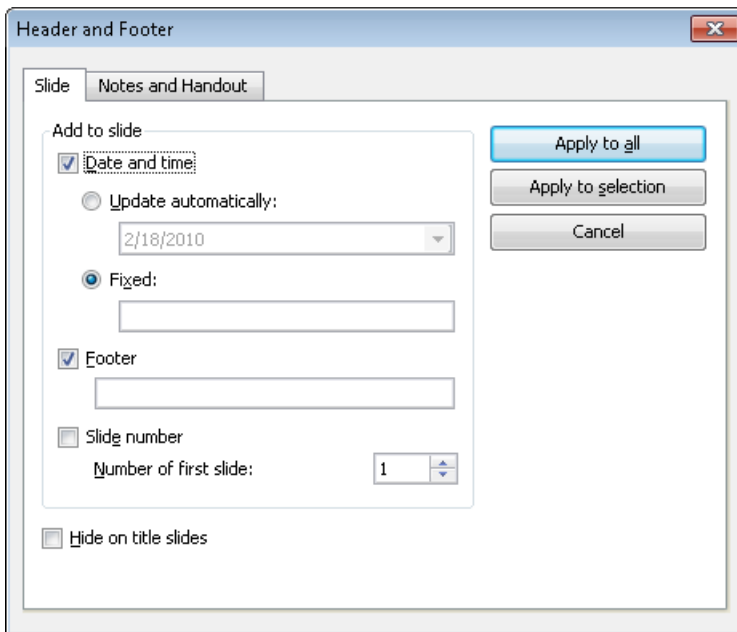 Header and Footer
Slide
Notes and Handout
Add to slide
Date and time
Update automatically:
2/18/2010
Fixed:
Footer
Slide number
Number of first slide:
1
Hide on title slides
Apply to all
Apply to selection
Cancel